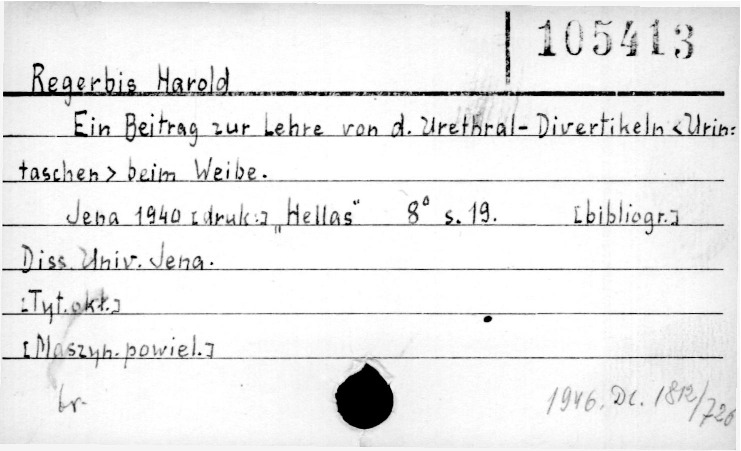 105413
Regerbis Harold
Ein Beitrag zur Lehre von d. Urethral-Divertikeln <Urin=
taschen> beim Weibe.
Jena 1940 [druk:] „Hellas" 8° s. 19. [bibliogr.]
Diss. Univ. Jena.
[Tyt. okł.]
[Maszyn. powiel.]
br.
1946. Dc. 1812/726